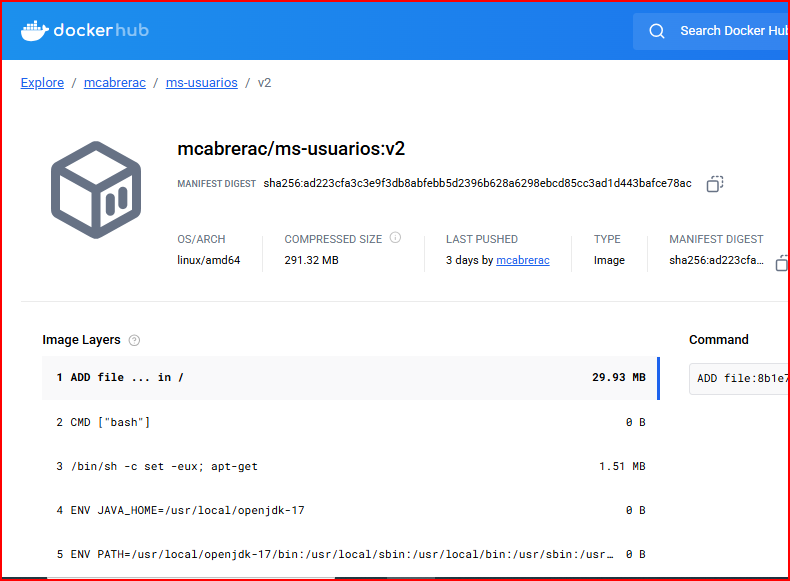 dockerhub
Search Docker Hub
Explore / mcabrerac / ms-usuarios / v2
mcabrerac/ms-usuarios:v2
MANIFEST DIGEST sha256:ad223cfa3c3e9f3db8abfebb5d2396b628a6298ebcd85cc3ad1d443bafce78ac
OS/ARCH COMPRESSED SIZE LAST PUSHED TYPE MANIFEST DIGEST
linux/amd64 291.32 MB 3 days by mcabrerac Image sha256:ad223cfa...
Image Layers Command
1 ADD file ... in / 29.93 MB ADD file:8b1e7
2 CMD ["bash"] 0 B
3 /bin/sh -c set -eux; apt-get 1.51 MB
4 ENV JAVA_HOME=/usr/local/openjdk-17 0 B
5 ENV PATH=/usr/local/openjdk-17/bin:/usr/local/sbin:/usr/local/bin:/usr/sbin:/usr... 0 B